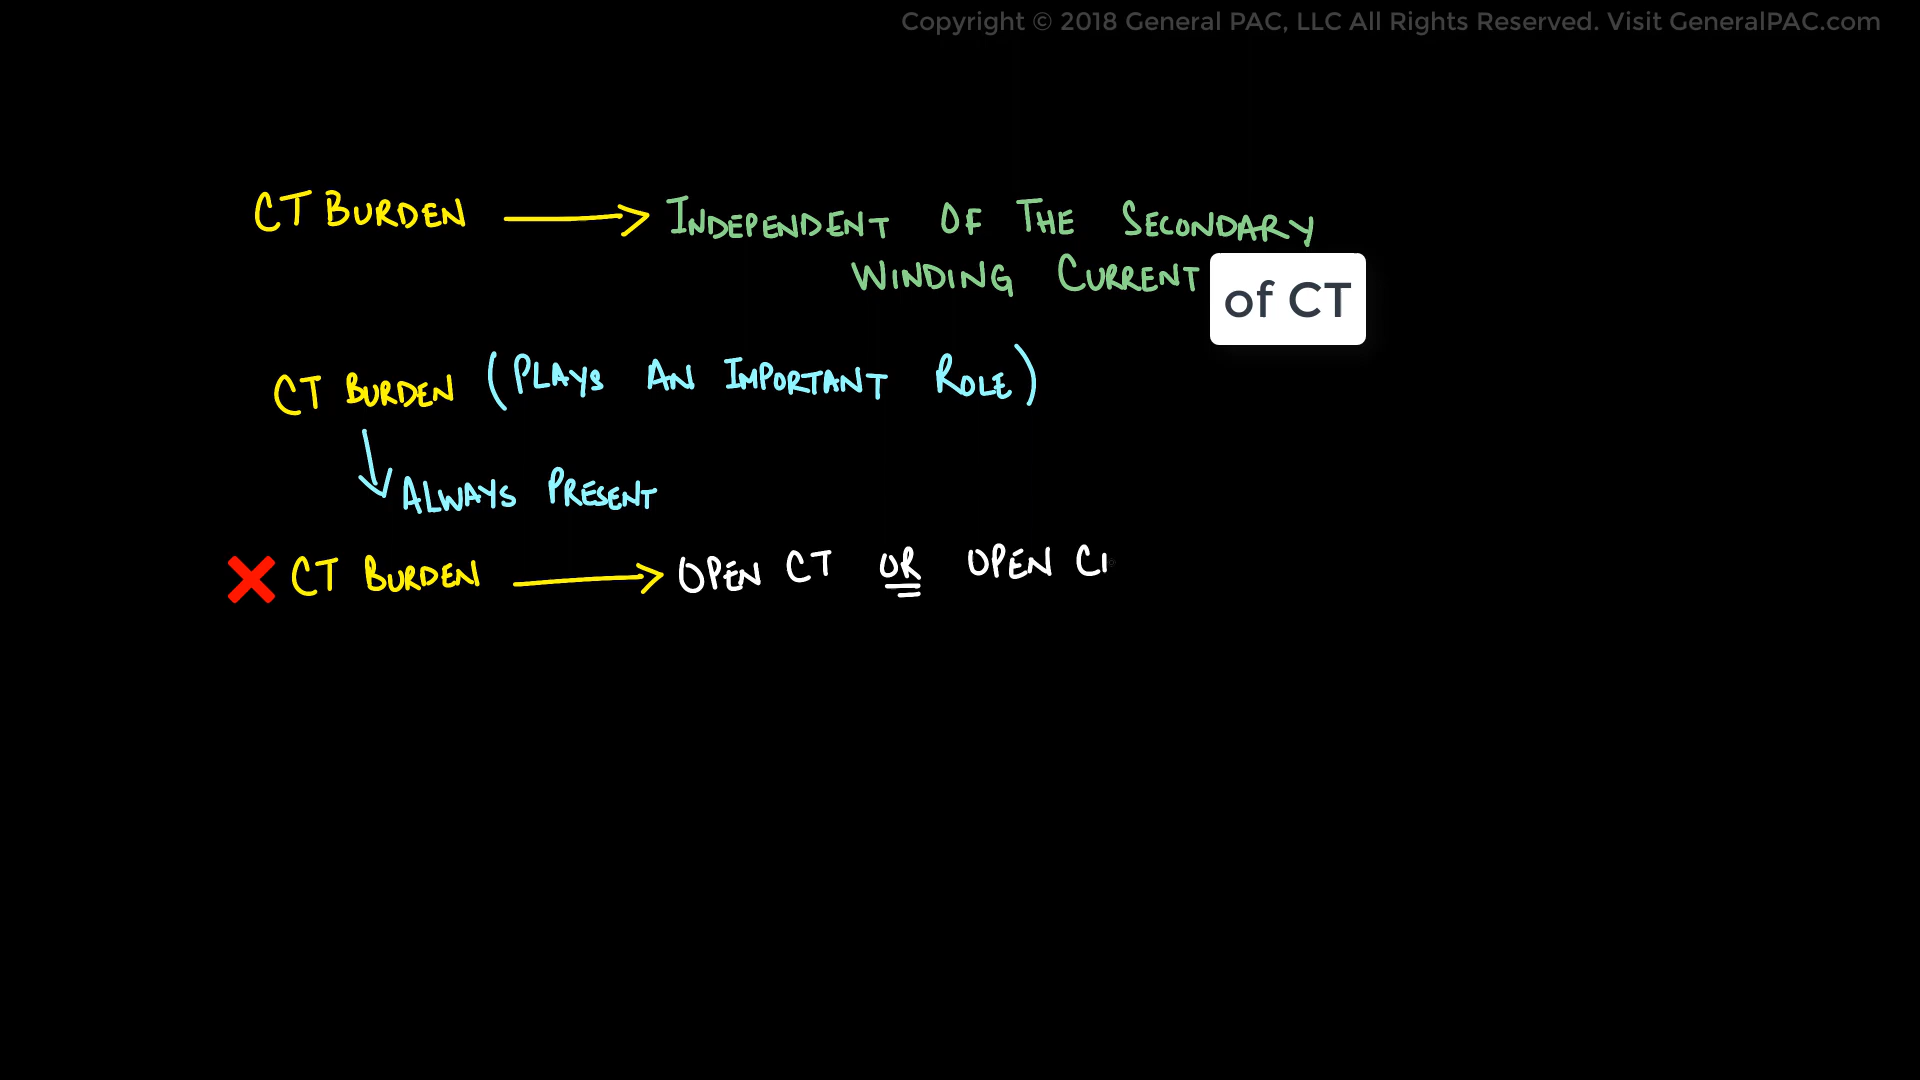 Copyright © 2018 General PAC, LLC All Rights Reserved. Visit GeneralPAC.com
CT BURDEN → INDEPENDENT OF THE SECONDARY
WINDING CURRENT of CT
CT BURDEN (PLAYS AN IMPORTANT ROLE)
ALWAYS PRESENT
❌ CT BURDEN → OPEN CT OR OPEN CI